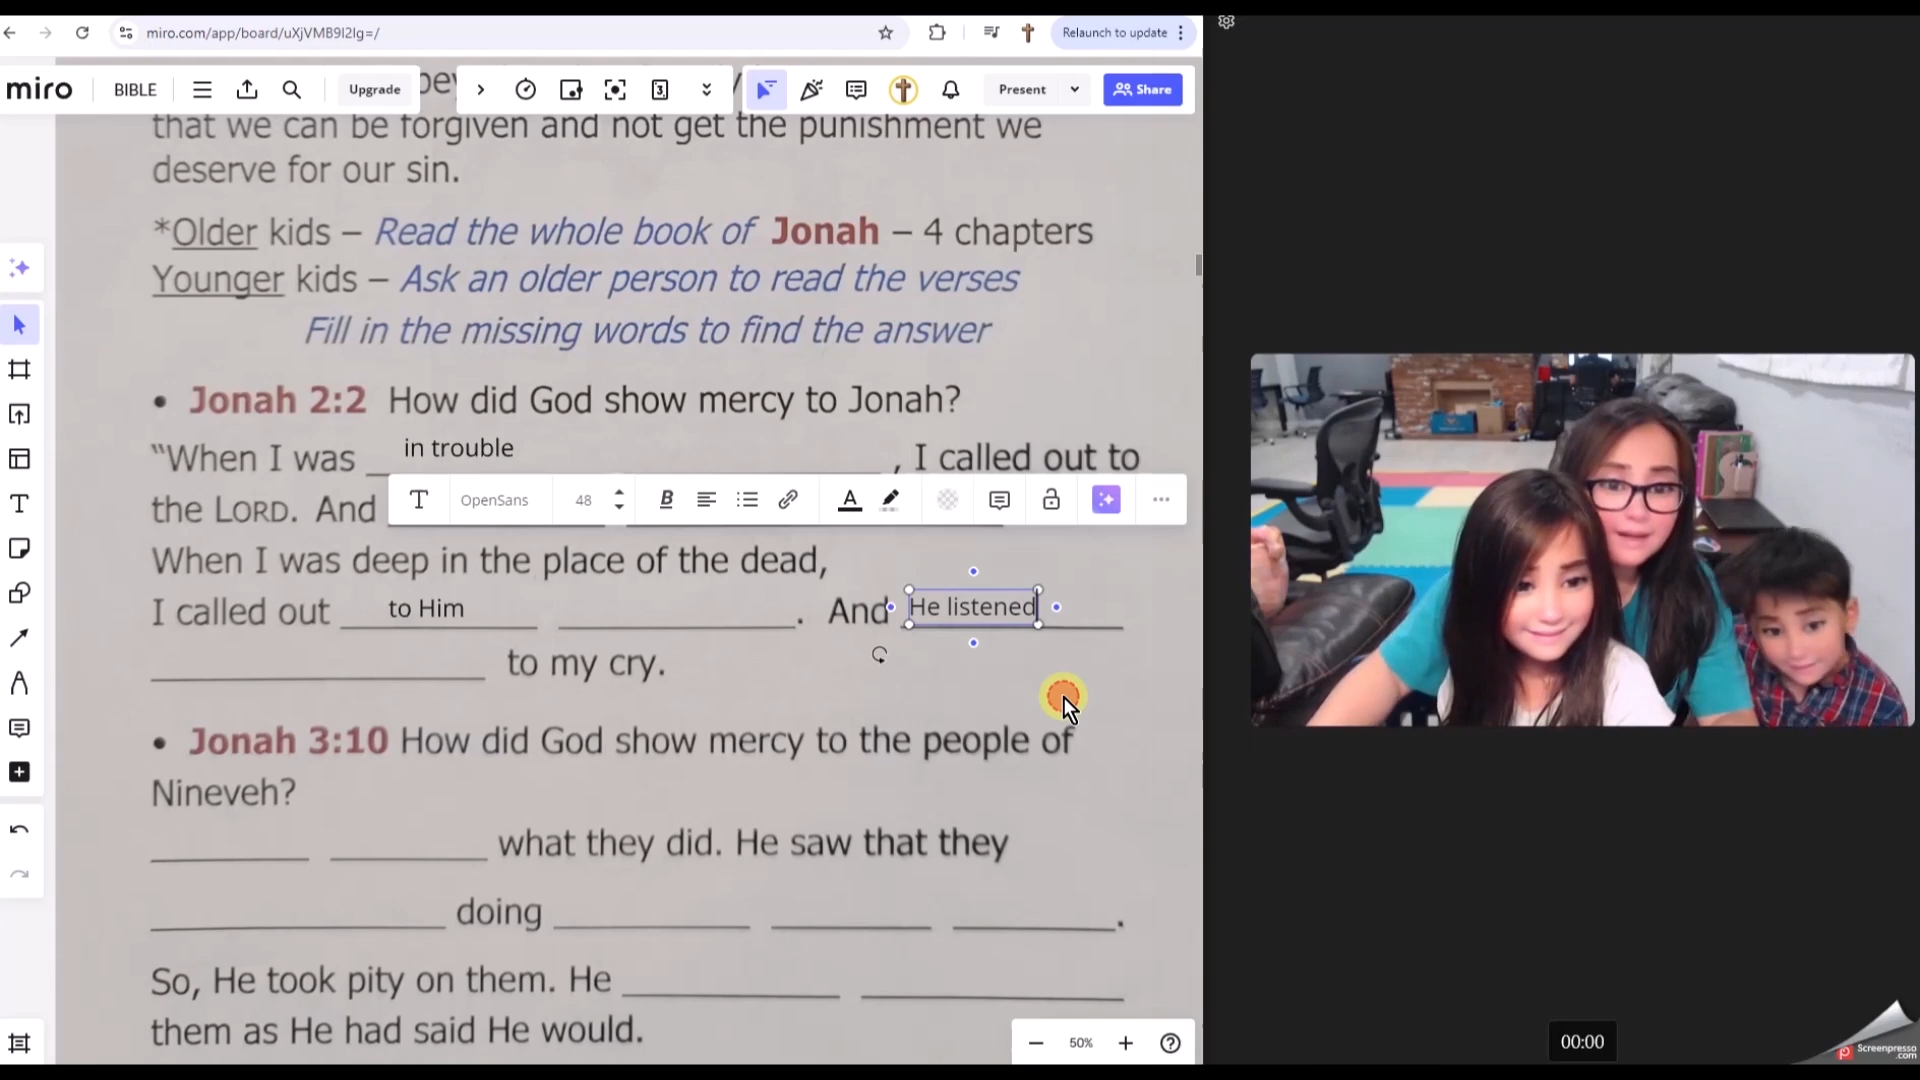 miro.com/app/board/uXjVMB9I2Ig=/
Relaunch to update
miro
BIBLE
Upgrade
Present
Share
that we can be forgiven and not get the punishment we
deserve for our sin.
*Older kids – Read the whole book of Jonah – 4 chapters
Younger kids – Ask an older person to read the verses
Fill in the missing words to find the answer
• Jonah 2:2 How did God show mercy to Jonah?
"When I was in trouble , I called out to
OpenSans 48
the LORD. And
When I was deep in the place of the dead,
I called out to Him . And He listened
to my cry.
• Jonah 3:10 How did God show mercy to the people of
Nineveh?
what they did. He saw that they
doing .
So, He took pity on them. He
them as He had said He would.
50%
00:00
Screenpresso
.com